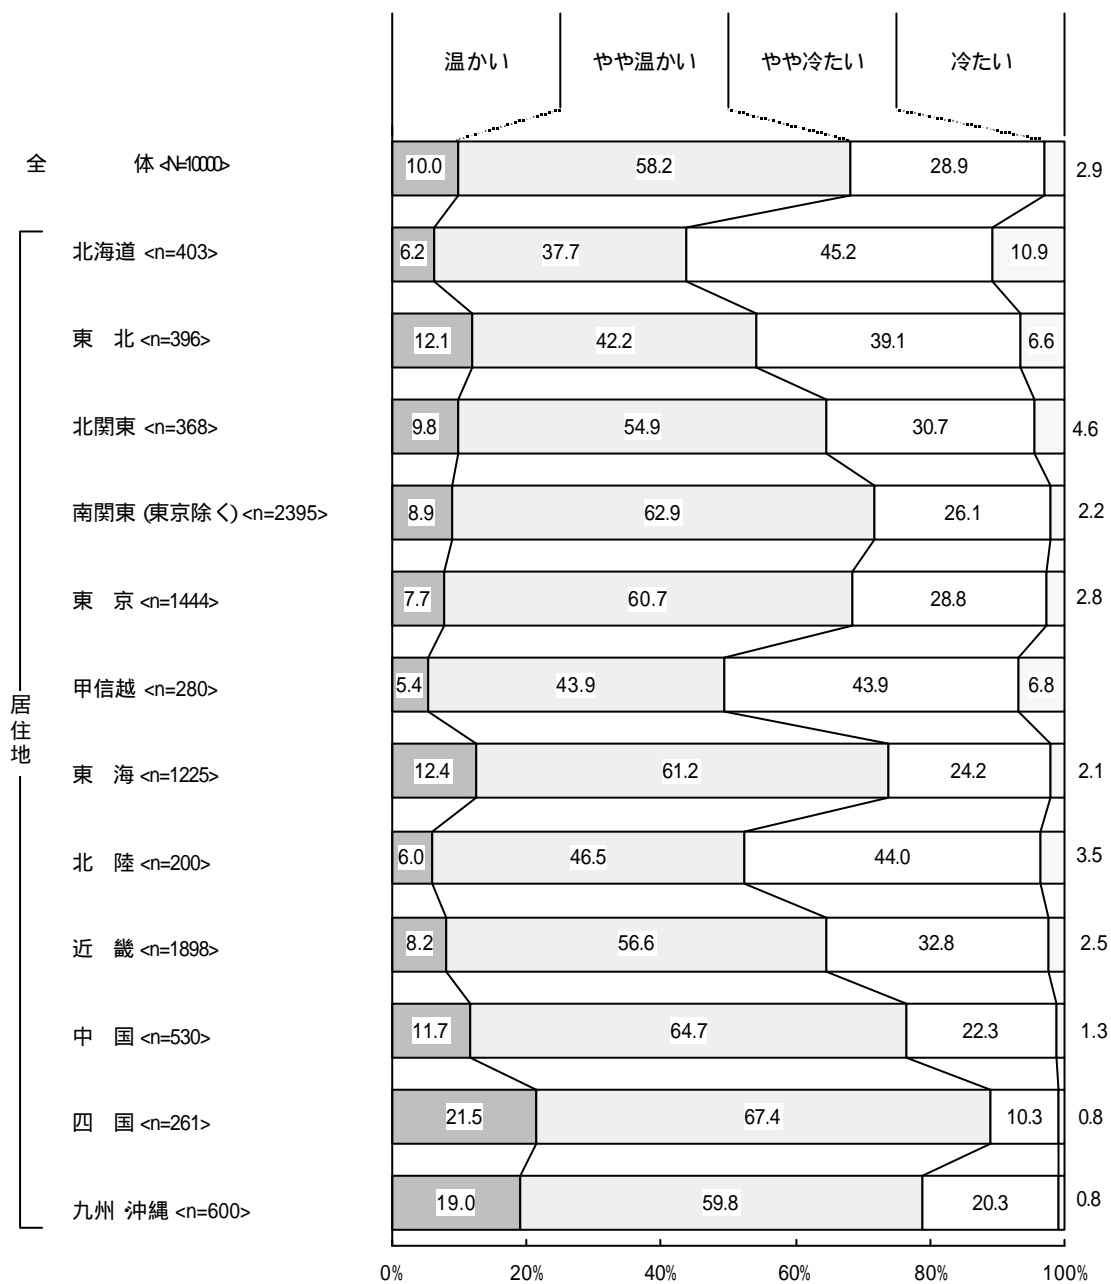 温かい やや温かい やや冷たい 冷たい
全 体 <N=10000> 10.0 58.2 28.9 2.9
北海道 <n=403> 6.2 37.7 45.2 10.9
東 北 <n=396> 12.1 42.2 39.1 6.6
北関東 <n=368> 9.8 54.9 30.7 4.6
南関東 (東京除く) <n=2395> 8.9 62.9 26.1 2.2
東 京 <n=1444> 7.7 60.7 28.8 2.8
甲信越 <n=280> 5.4 43.9 43.9 6.8
居住地
東 海 <n=1225> 12.4 61.2 24.2 2.1
北 陸 <n=200> 6.0 46.5 44.0 3.5
近 畿 <n=1898> 8.2 56.6 32.8 2.5
中 国 <n=530> 11.7 64.7 22.3 1.3
四 国 <n=261> 21.5 67.4 10.3 0.8
九州・沖縄 <n=600> 19.0 59.8 20.3 0.8
0% 20% 40% 60% 80% 100%